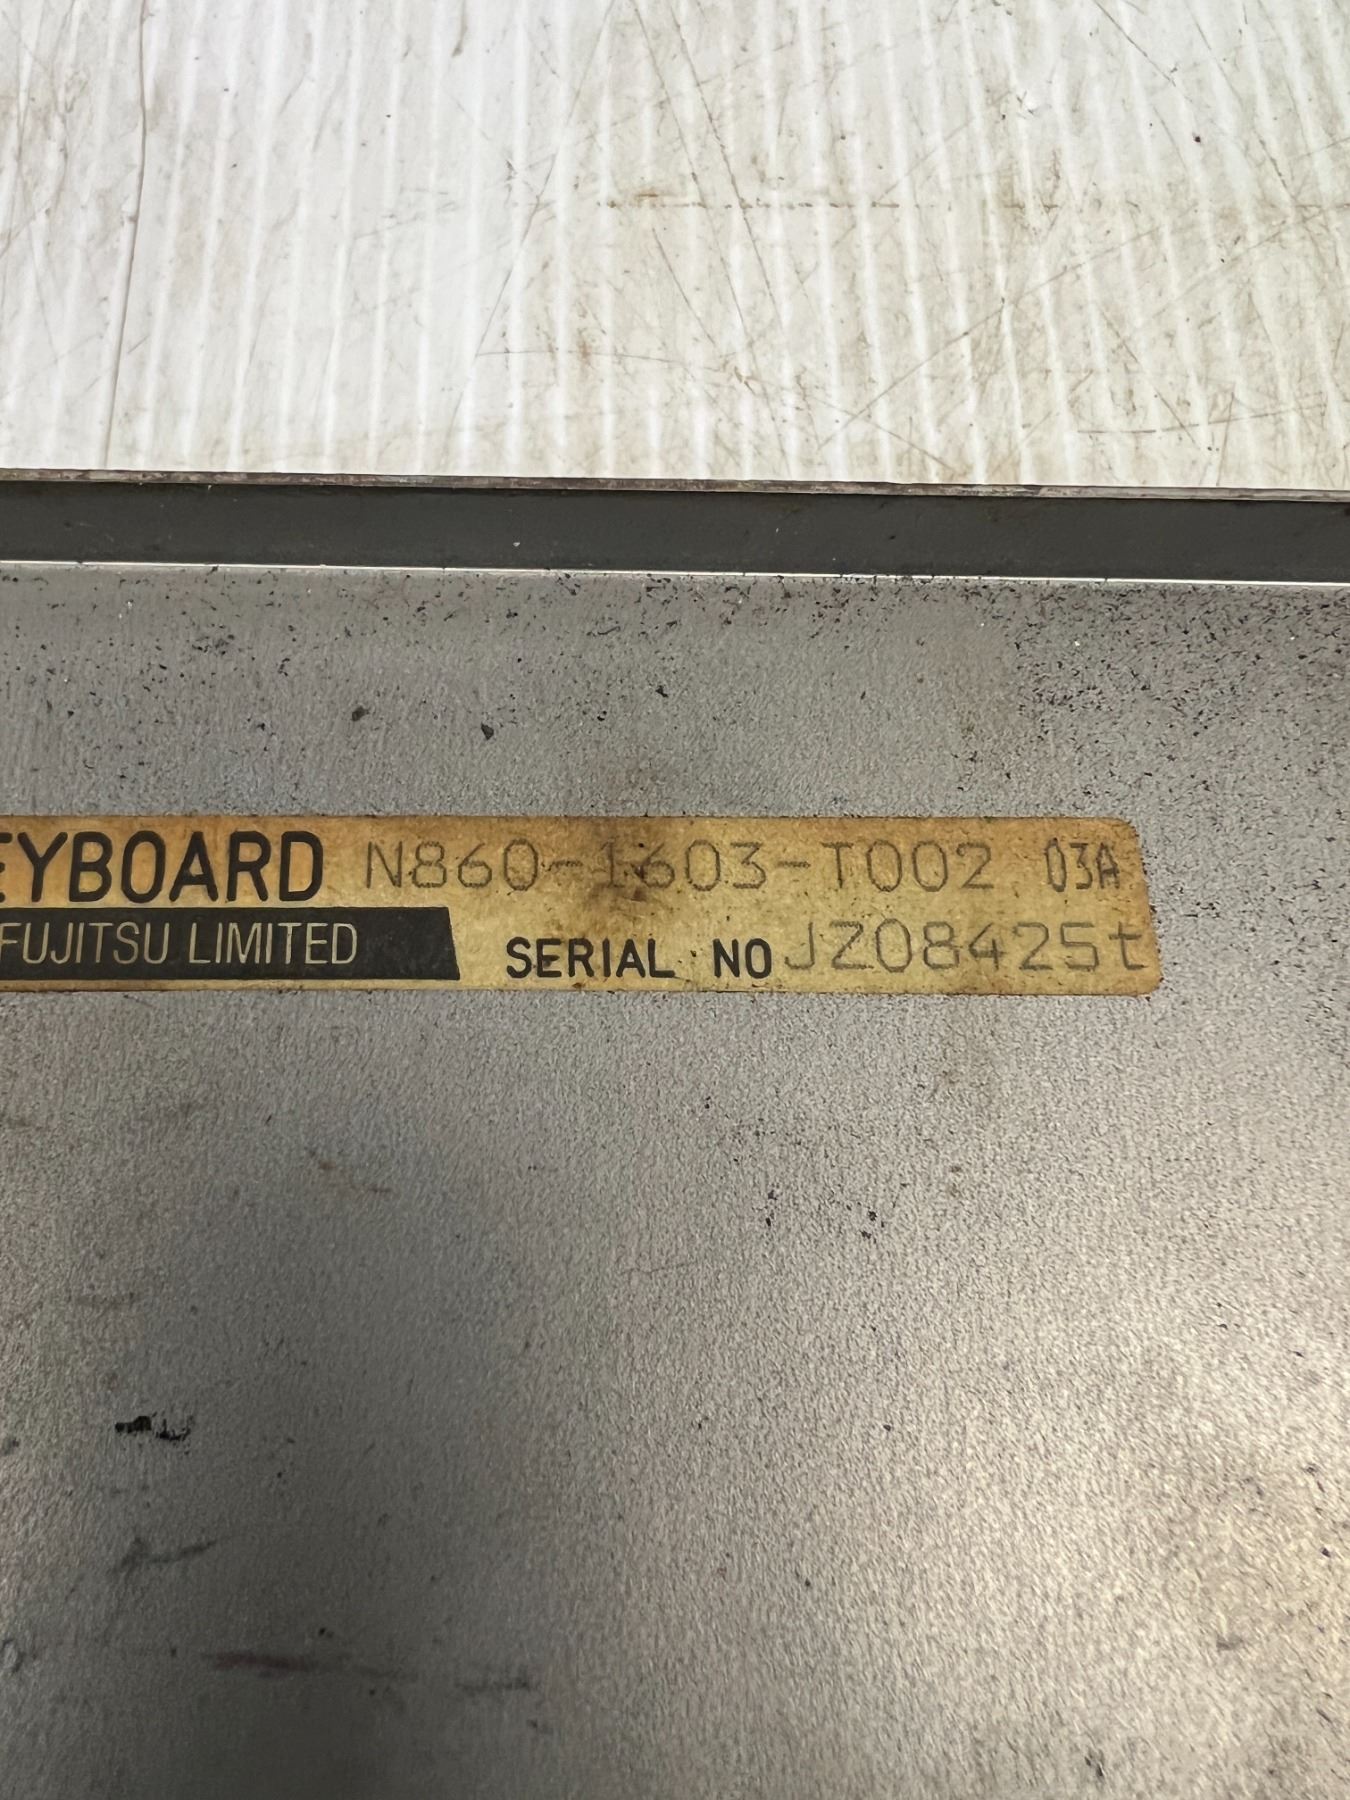 EYBOARD N860-1603-T002 03A
FUJITSU LIMITED SERIAL NO JZ08425t